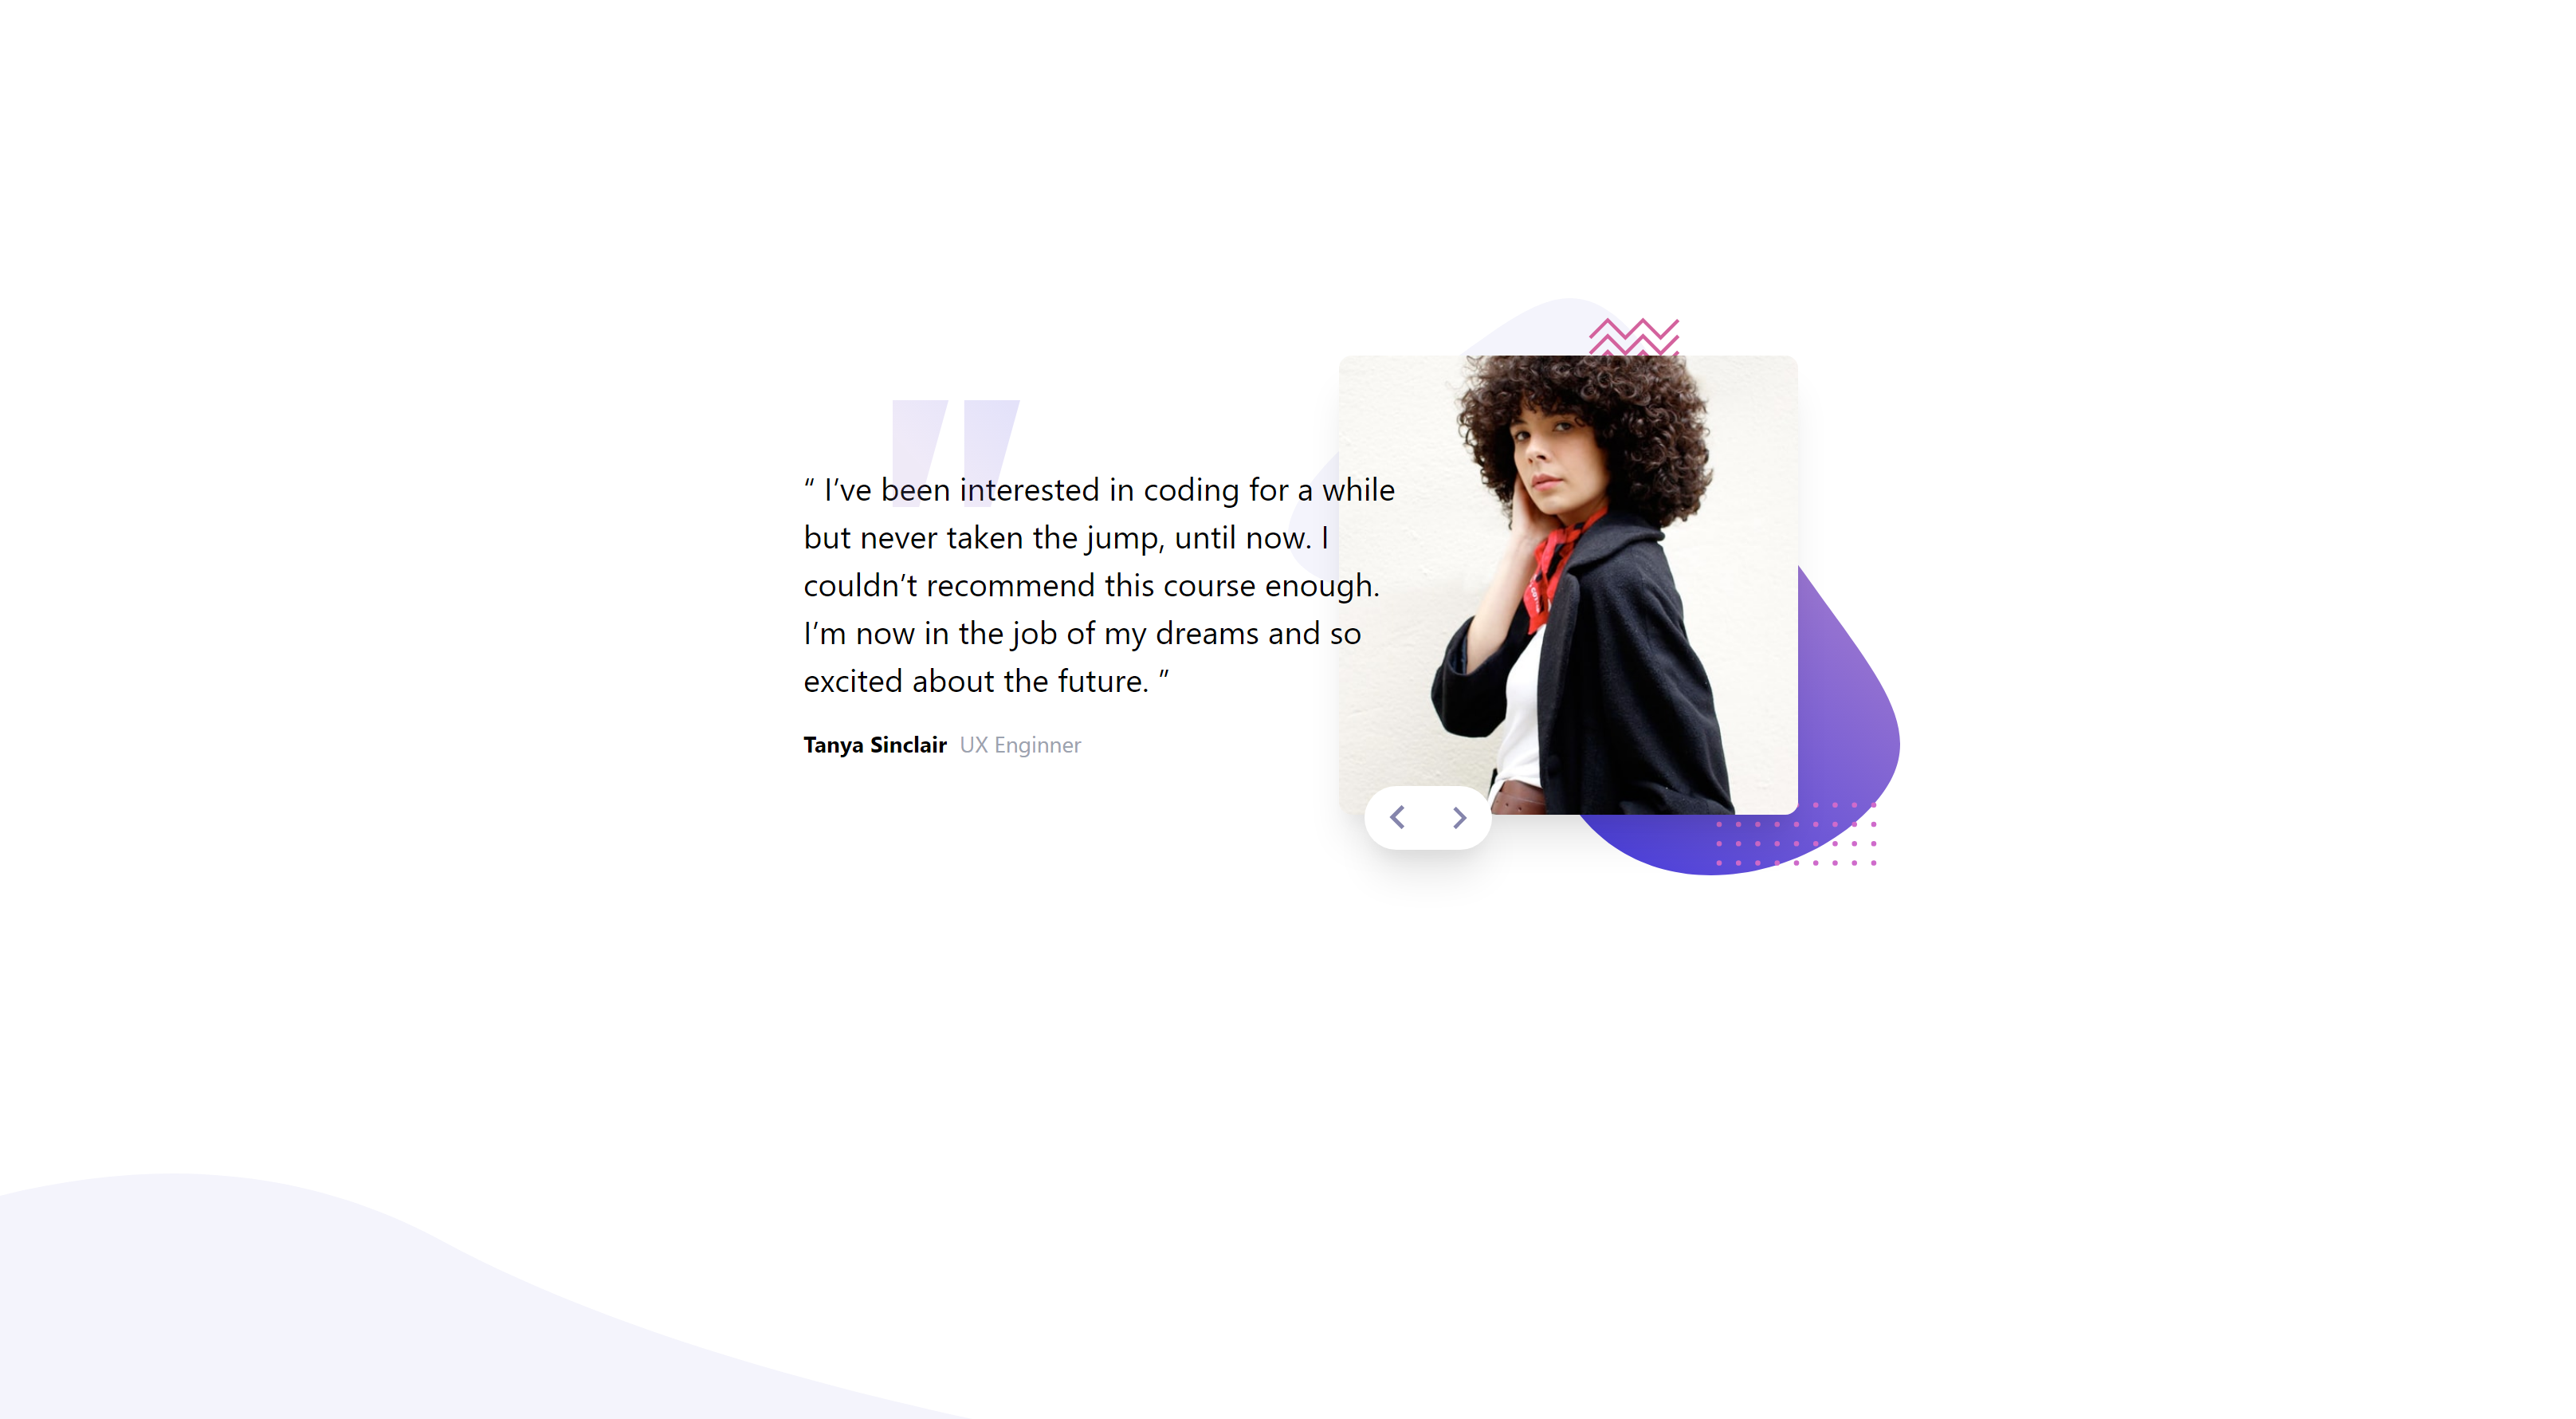 “ I’ve been interested in coding for a while
but never taken the jump, until now. I
couldn’t recommend this course enough.
I’m now in the job of my dreams and so
excited about the future. ”
Tanya Sinclair UX Enginner